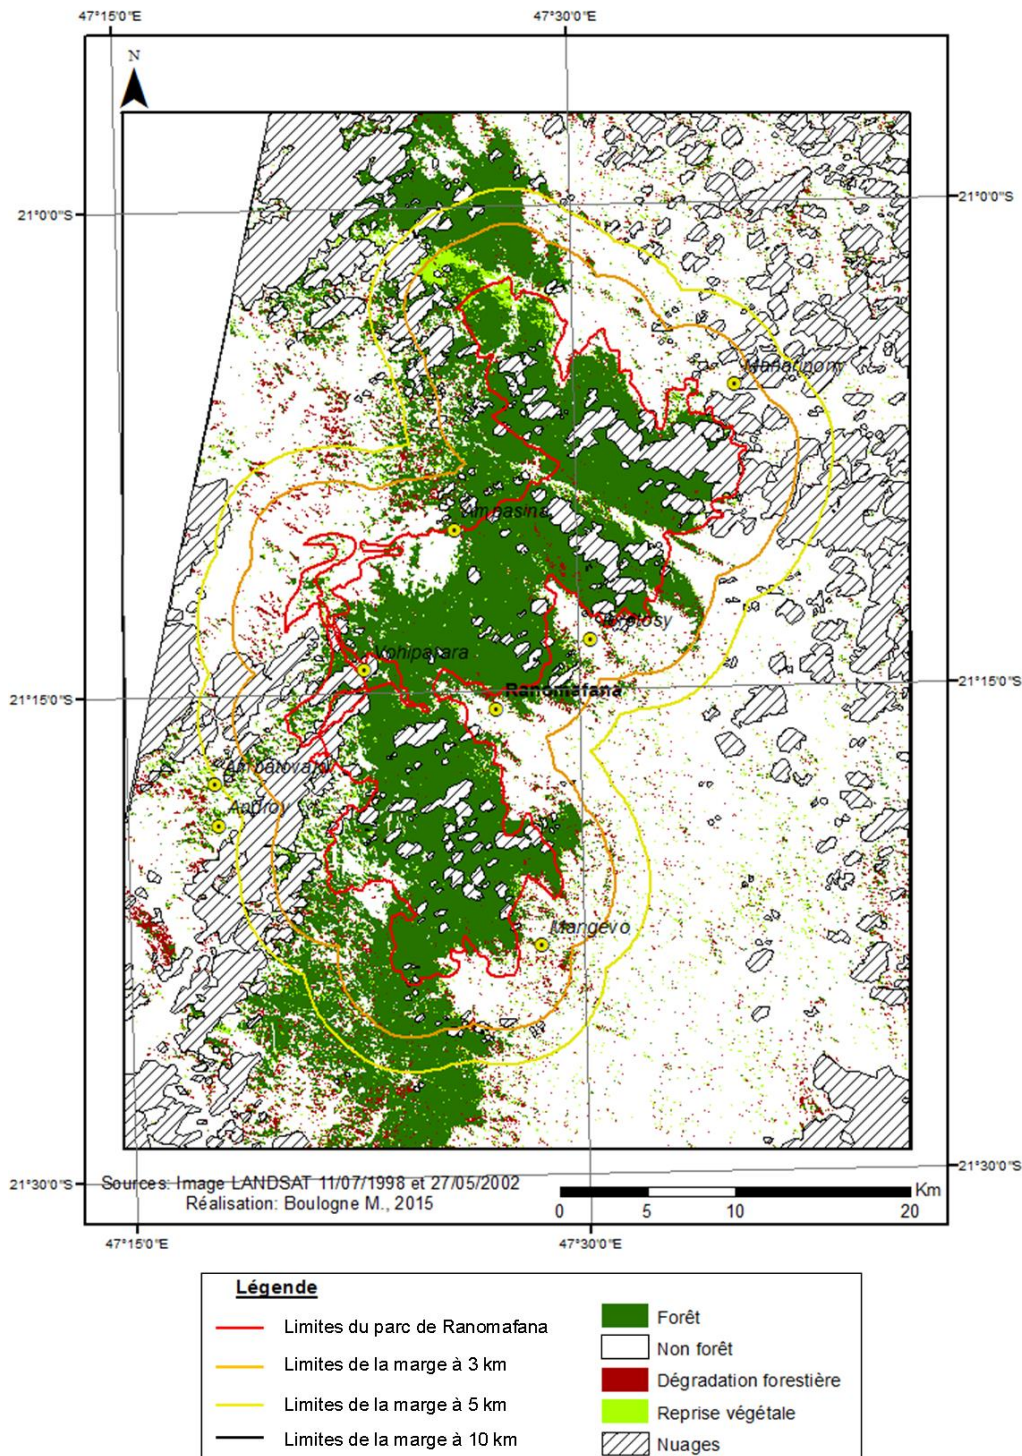 47°15'0"E 47°30'0"E
N
21°0'0"S 21°0'0"S
Mahatinony
Ampasina
Vohiparara
Ranomafana
21°15'0"S 21°15'0"S
Ambatovaky
Androy
Mangevo
21°30'0"S 21°30'0"S
Sources: Image LANDSAT 11/07/1998 et 27/05/2002
Réalisation: Boulogne M., 2015
Km
0 5 10 20
47°15'0"E 47°30'0"E
Légende
Limites du parc de Ranomafana
Limites de la marge à 3 km
Limites de la marge à 5 km
Limites de la marge à 10 km
Forêt
Non forêt
Dégradation forestière
Reprise végétale
Nuages